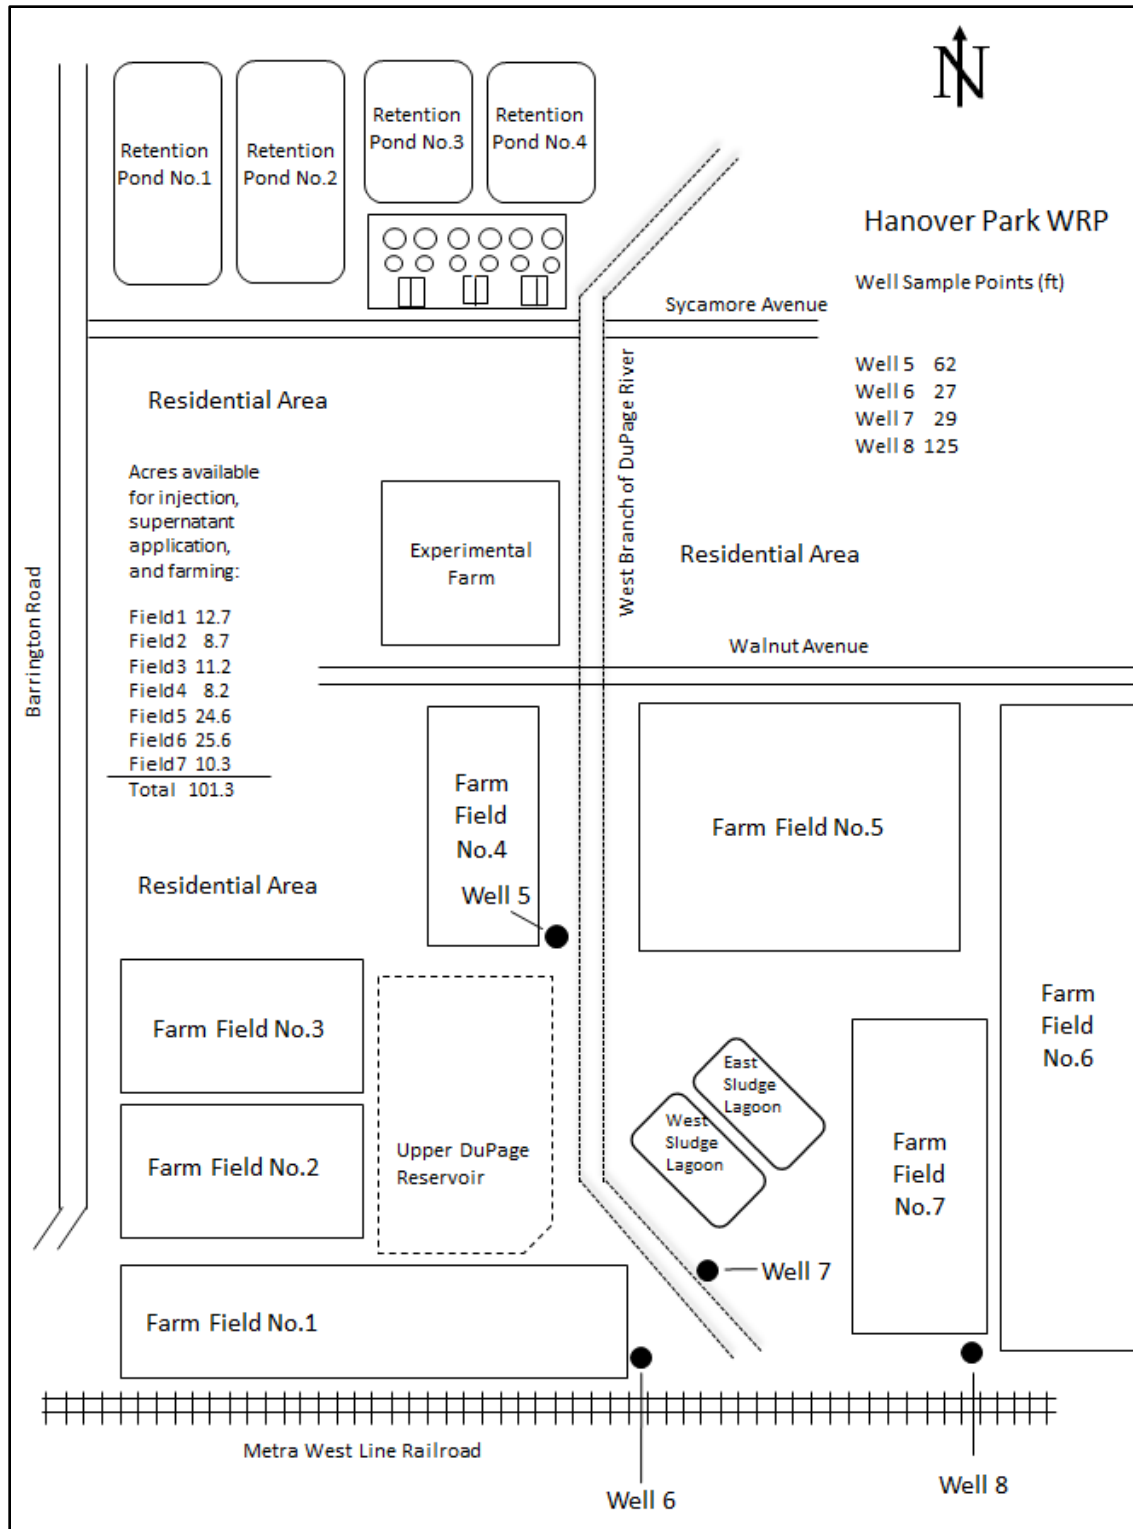 N
Retention
Pond No.1
Retention
Pond No.2
Retention
Pond No.3
Retention
Pond No.4
Hanover Park WRP
Well Sample Points (ft)
Well 5 62
Well 6 27
Well 7 29
Well 8 125
Sycamore Avenue
West Branch of DuPage River
Residential Area
Acres available
for injection,
supernatant
application,
and farming:
Field1 12.7
Field2 8.7
Field3 11.2
Field4 8.2
Field5 24.6
Field6 25.6
Field7 10.3
Total 101.3
Barrington Road
Experimental
Farm
Residential Area
Walnut Avenue
Farm
Field
No.4
Well 5
Farm Field No.5
Residential Area
Farm Field No.3
Farm
Field
No.6
East
Sludge
Lagoon
West
Sludge
Lagoon
Farm Field No.2
Upper DuPage
Reservoir
Farm
Field
No.7
Well 7
Farm Field No.1
Metra West Line Railroad
Well 6
Well 8